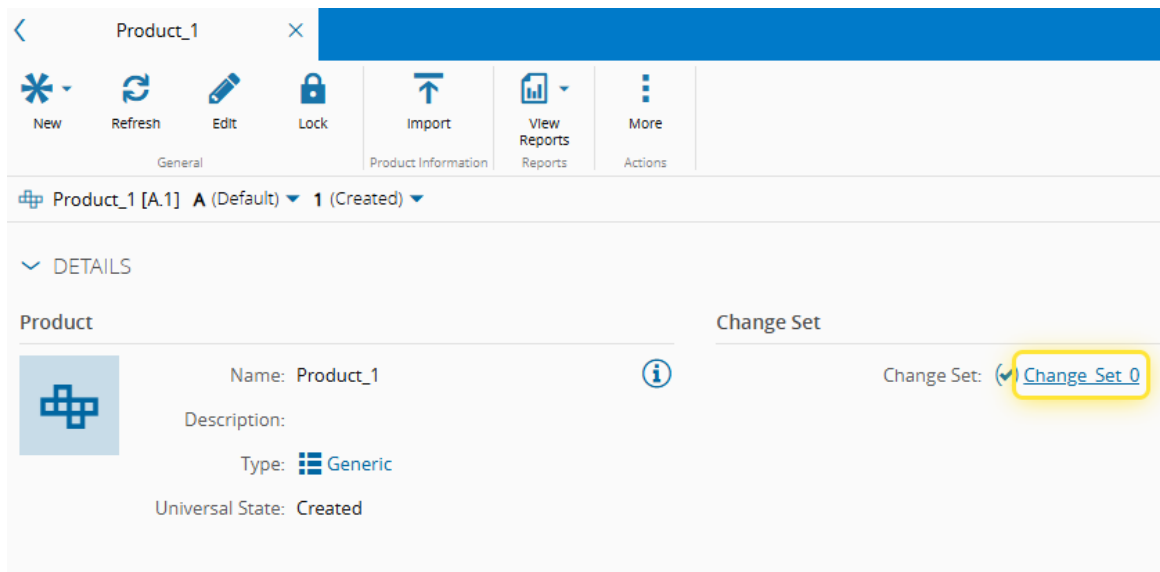 Product_1
New Refresh Edit Lock Import View Reports More
General Product Information Reports Actions
Product_1 [A.1] A (Default) 1 (Created)
DETAILS
Product
Change Set
Name: Product_1
Change Set: Change_Set_0
Description:
Type: Generic
Universal State: Created